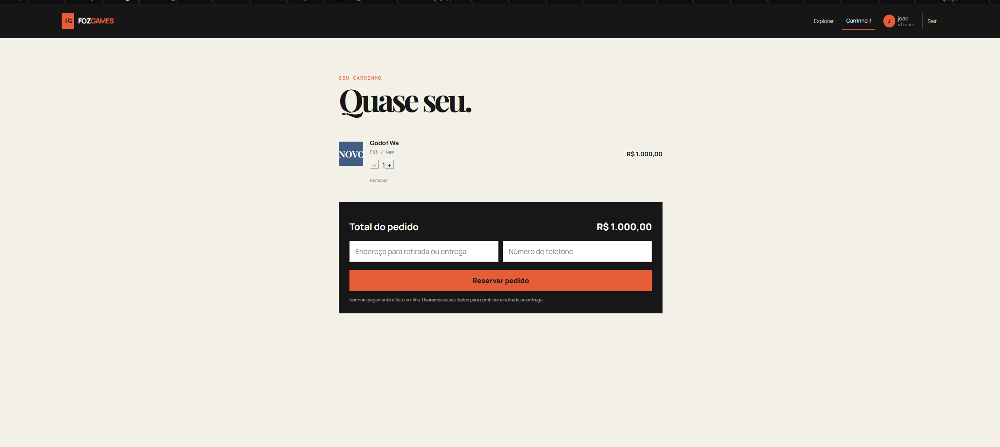 FG FOZGAMES
Explorar
Carrinho 1
J
joao
cliente
Sair
SEU CARRINHO
Quase seu.
NOVO
Godof Wa
PS5 / New
- 1 +
Remover
R$ 1.000,00
Total do pedido
R$ 1.000,00
Endereço para retirada ou entrega
Número de telefone
Reservar pedido
Nenhum pagamento é feito on-line. Usaremos esses dados para combinar a retirada ou entrega.